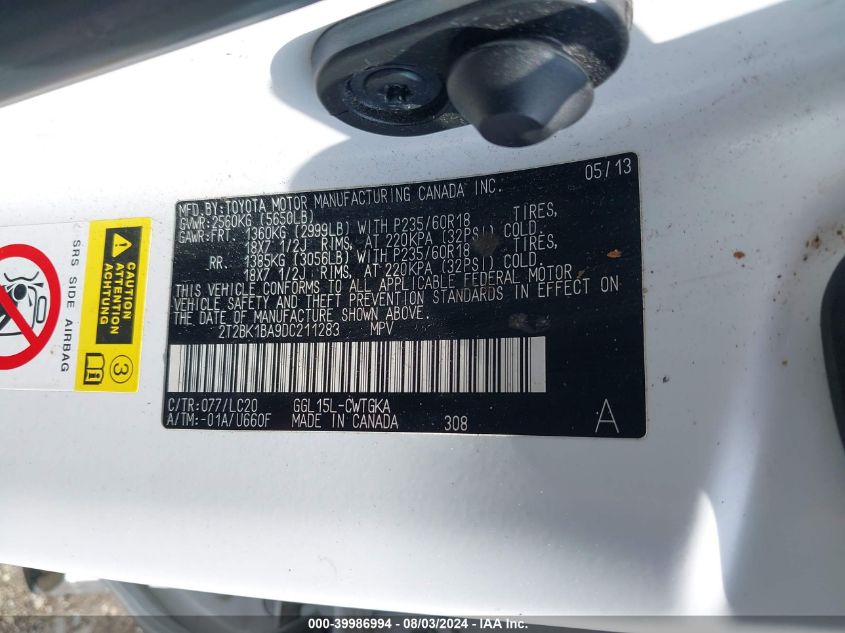 MFD.BY:TOYOTA MOTOR MANUFACTURING CANADA INC. 05/13
GVWR:2560KG (5650LB)
GAWR:FRT. 1360KG (2999LB) WITH P235/60R18 TIRES,
18X7 1/2J RIMS, AT 220KPA (32PSI) COLD.
RR. 1385KG (3056LB) WITH P235/60R18 TIRES,
18X7 1/2J RIMS, AT 220KPA (32PSI) COLD.
THIS VEHICLE CONFORMS TO ALL APPLICABLE FEDERAL MOTOR
VEHICLE SAFETY AND THEFT PREVENTION STANDARDS IN EFFECT ON
THE DATE OF MANUFACTURE SHOWN ABOVE.
2T2BK1BA9DC211283 MPV
C/TR:077/LC20 GGL15L-CWTGKA
A/TM:-01A/U660F MADE IN CANADA 308 A
SRS SIDE AIRBAG
CAUTION
ATTENTION
3
000-39986994 - 08/03/2024 - IAA Inc.